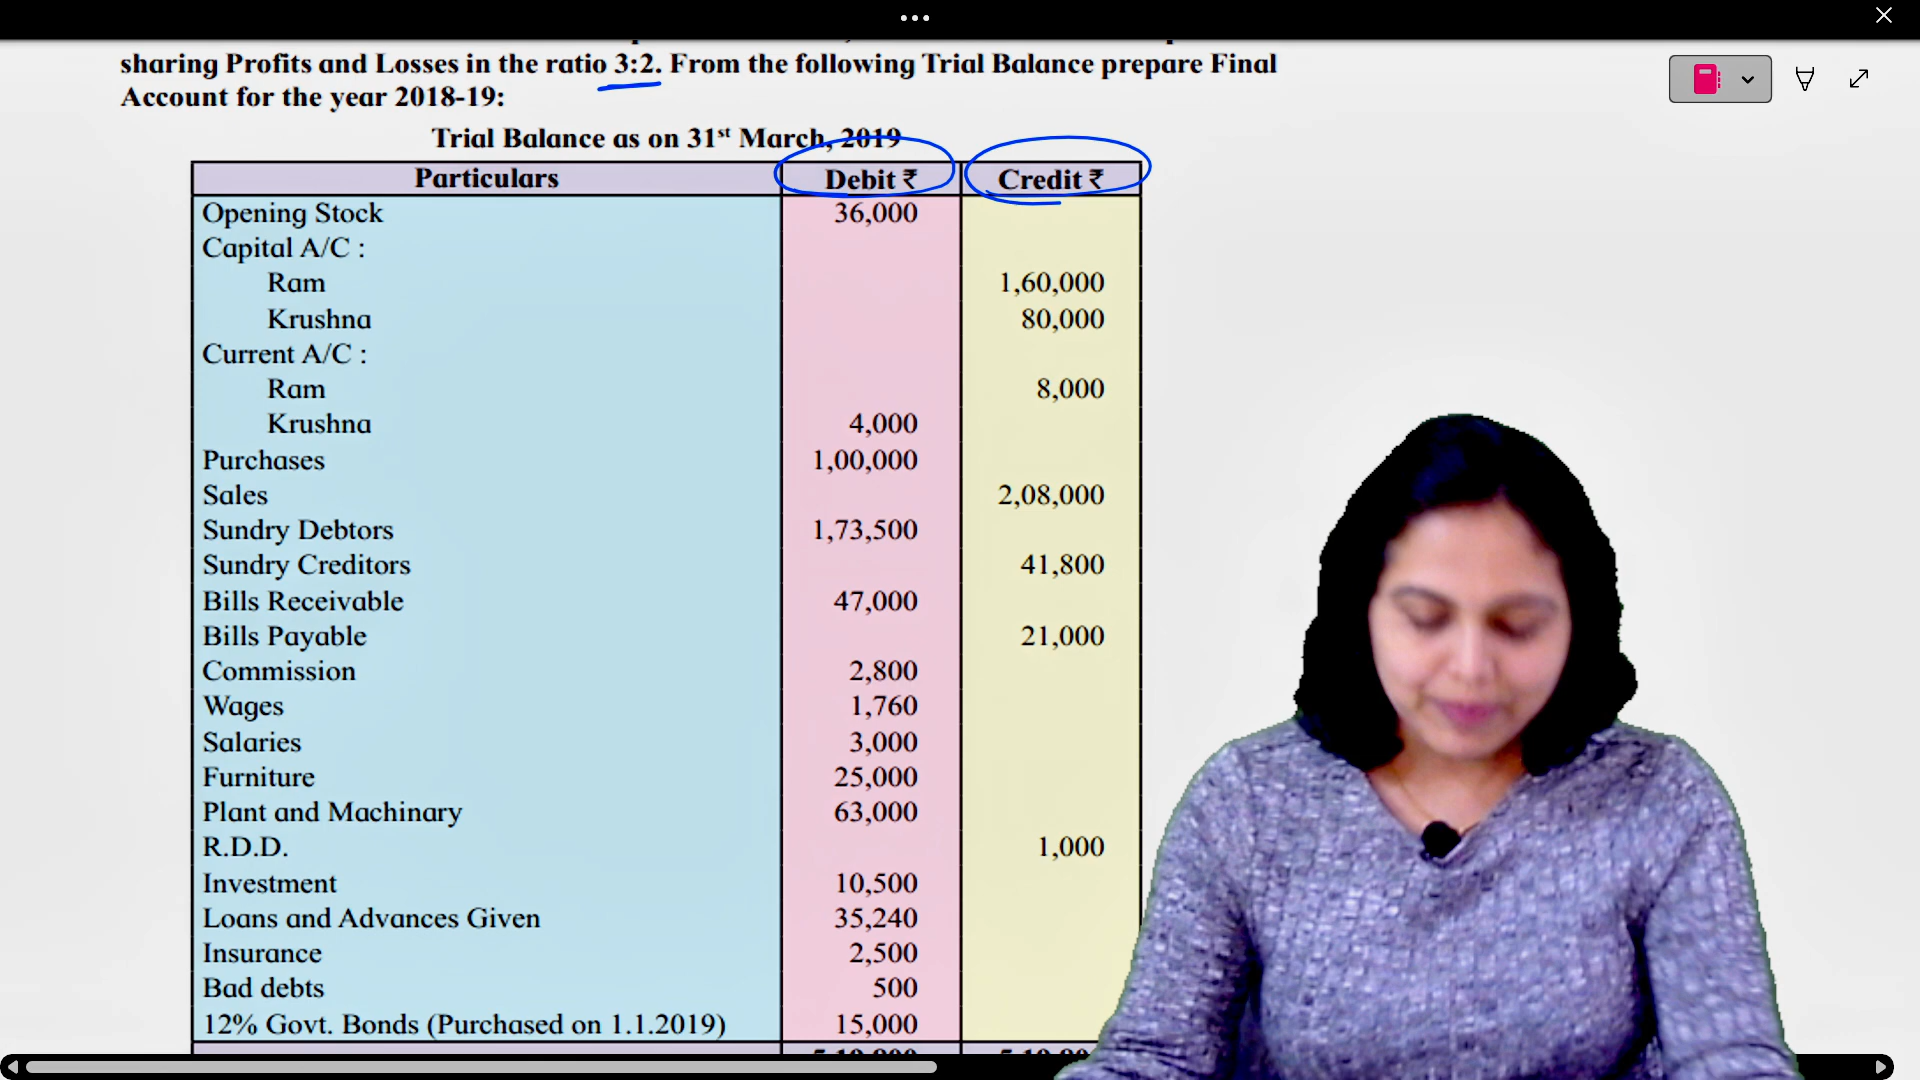 sharing Profits and Losses in the ratio 3:2. From the following Trial Balance prepare Final
Account for the year 2018-19:
Trial Balance as on 31st March, 2019
Particulars Debit ₹ Credit ₹
Opening Stock 36,000
Capital A/C :
Ram 1,60,000
Krushna 80,000
Current A/C :
Ram 8,000
Krushna 4,000
Purchases 1,00,000
Sales 2,08,000
Sundry Debtors 1,73,500
Sundry Creditors 41,800
Bills Receivable 47,000
Bills Payable 21,000
Commission 2,800
Wages 1,760
Salaries 3,000
Furniture 25,000
Plant and Machinary 63,000
R.D.D. 1,000
Investment 10,500
Loans and Advances Given 35,240
Insurance 2,500
Bad debts 500
12% Govt. Bonds (Purchased on 1.1.2019) 15,000